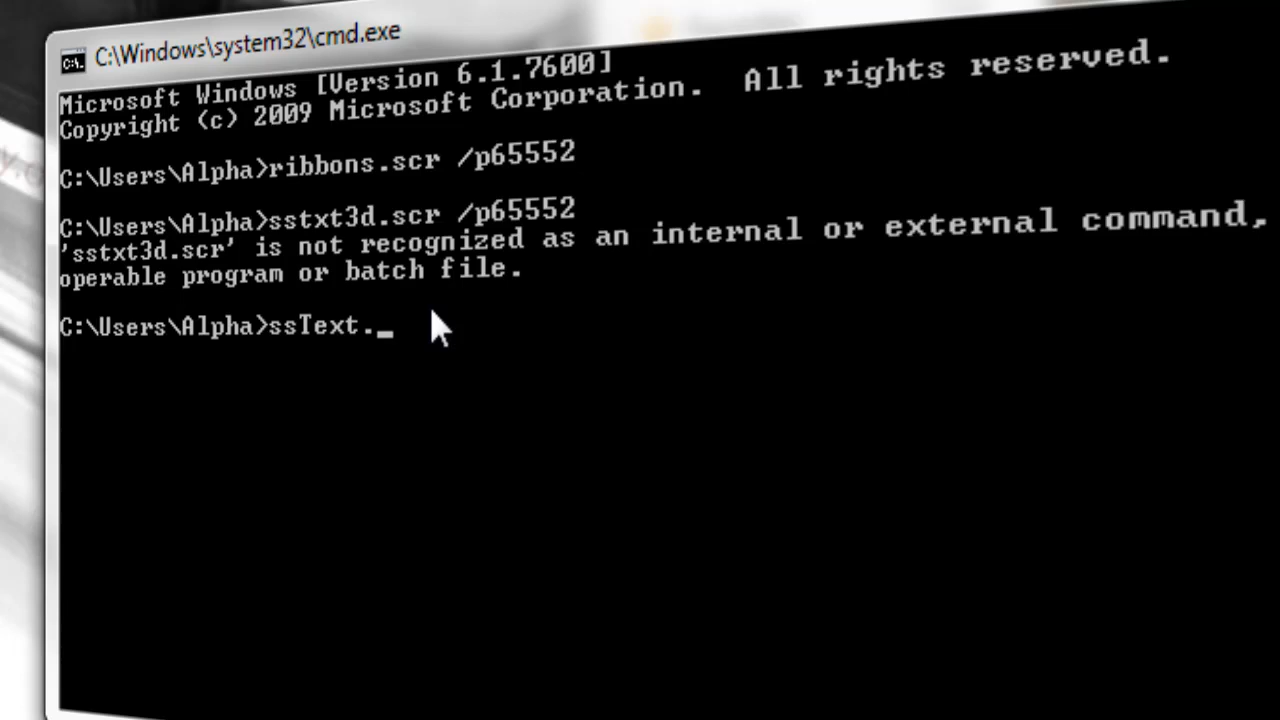 C:\Windows\system32\cmd.exe
Microsoft Windows [Version 6.1.7600]
Copyright (c) 2009 Microsoft Corporation.  All rights reserved.
C:\Users\Alpha>ribbons.scr /p65552
C:\Users\Alpha>sstxt3d.scr /p65552
'sstxt3d.scr' is not recognized as an internal or external command,
operable program or batch file.
C:\Users\Alpha>ssText._